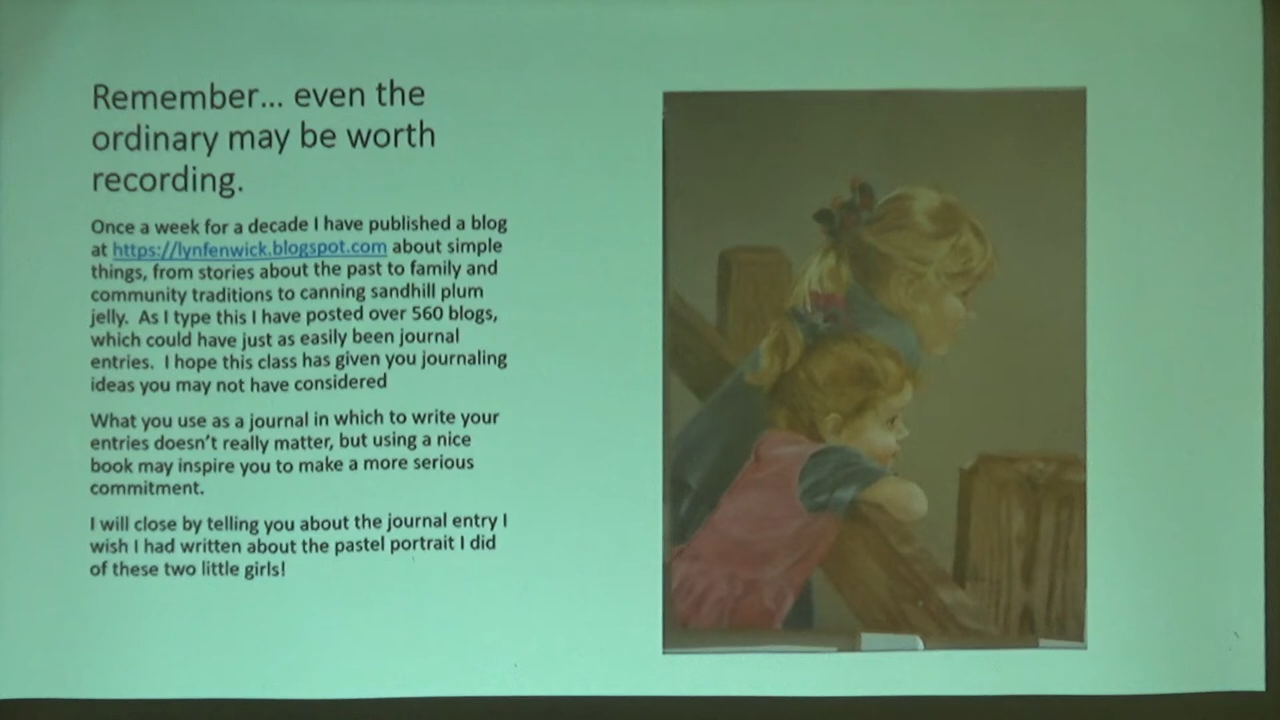 Remember... even the
ordinary may be worth
recording.
Once a week for a decade I have published a blog
at https://lynfenwick.blogspot.com about simple
things, from stories about the past to family and
community traditions to canning sandhill plum
jelly.  As I type this I have posted over 560 blogs,
which could have just as easily been journal
entries.  I hope this class has given you journaling
ideas you may not have considered
What you use as a journal in which to write your
entries doesn't really matter, but using a nice
book may inspire you to make a more serious
commitment.
I will close by telling you about the journal entry I
wish I had written about the pastel portrait I did
of these two little girls!